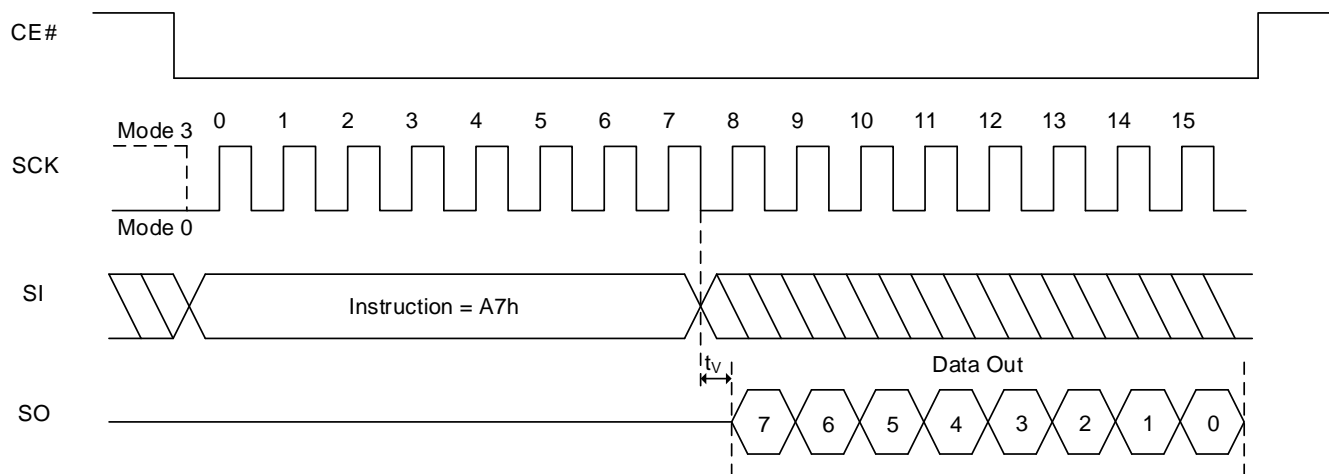 CE#
0 1 2 3 4 5 6 7 8 9 10 11 12 13 14 15
Mode 3
SCK
Mode 0
SI
Instruction = A7h
tV
Data Out
SO
7 6 5 4 3 2 1 0